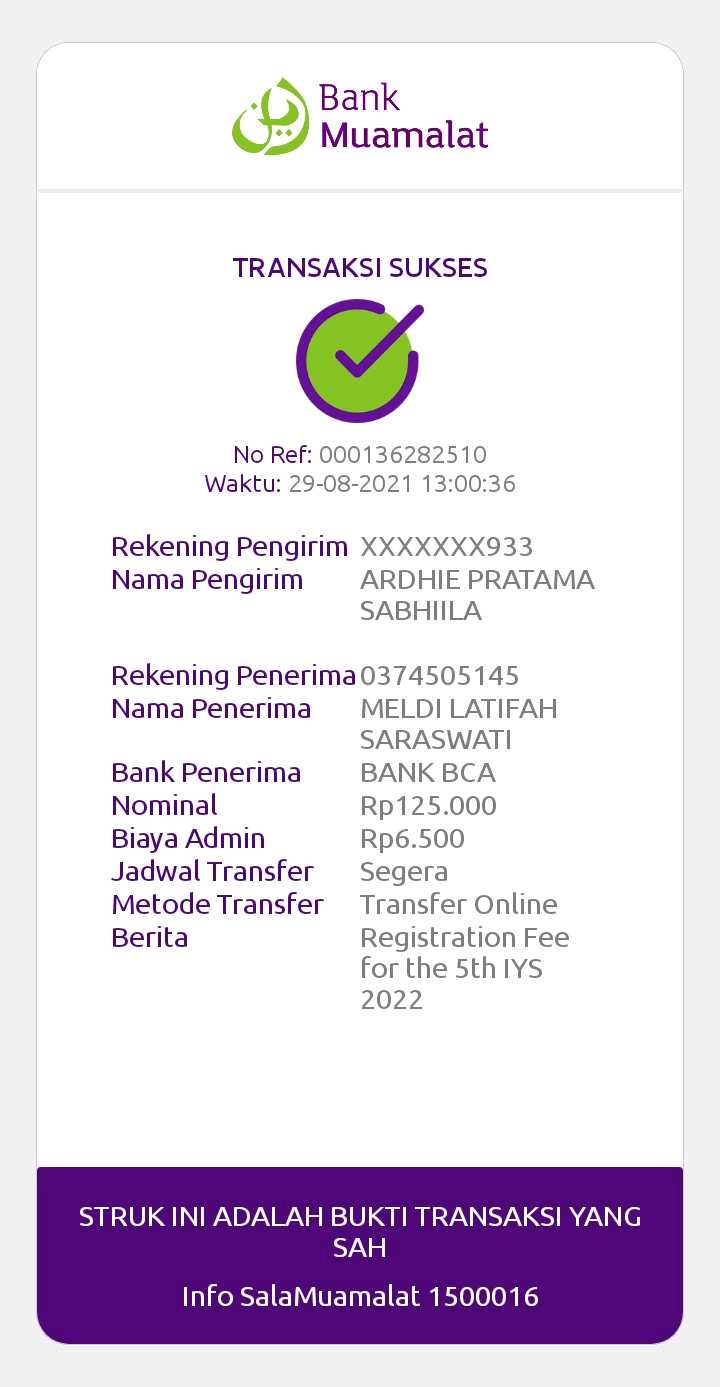 Bank
Muamalat
TRANSAKSI SUKSES
No Ref: 000136282510
Waktu: 29-08-2021 13:00:36
Rekening Pengirim XXXXXXX933
Nama Pengirim ARDHIE PRATAMA
SABHIILA
Rekening Penerima 0374505145
Nama Penerima MELDI LATIFAH
SARASWATI
Bank Penerima BANK BCA
Nominal Rp125.000
Biaya Admin Rp6.500
Jadwal Transfer Segera
Metode Transfer Transfer Online
Berita Registration Fee
for the 5th IYS
2022
STRUK INI ADALAH BUKTI TRANSAKSI YANG
SAH
Info SalaMuamalat 1500016